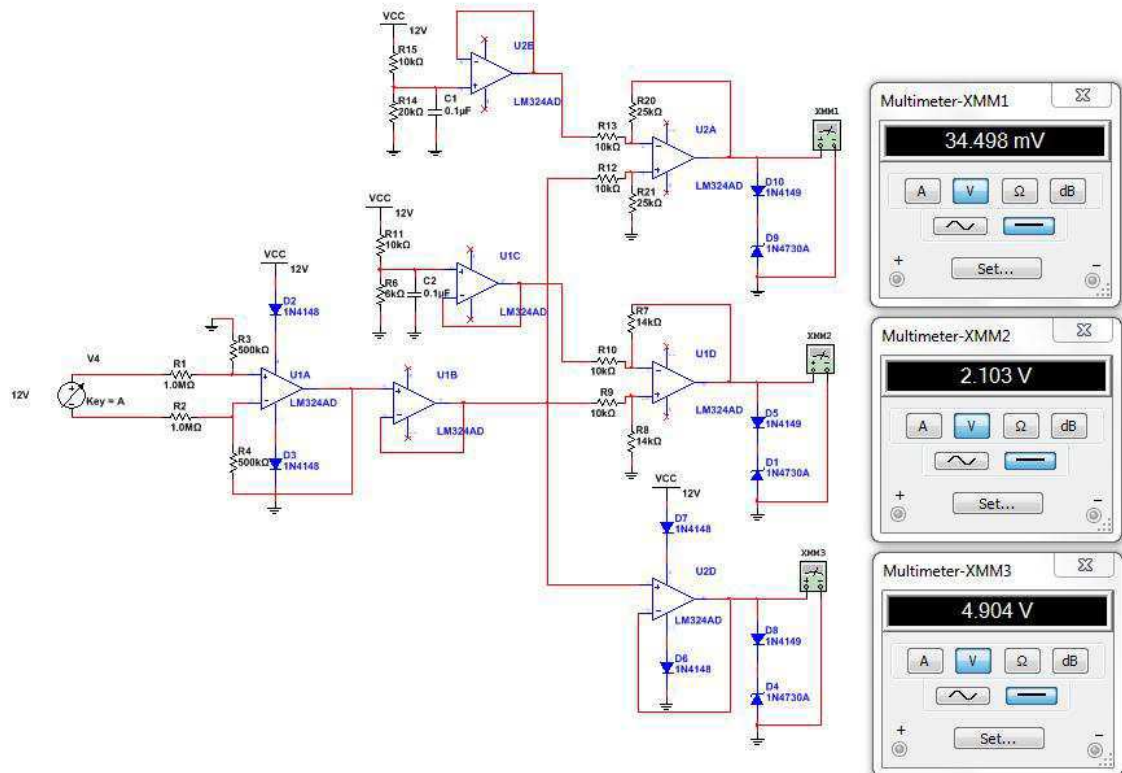 VCC
12V
R15
10kΩ
R14
20kΩ
C1
0.1µF
U2B
LM324AD
R13
10kΩ
R12
10kΩ
R20
25kΩ
R21
25kΩ
U2A
LM324AD
XMM1
D10
1N4149
D9
1N4730A
VCC
12V
R11
10kΩ
R6
6kΩ
C2
0.1µF
U1C
LM324AD
VCC
12V
D2
1N4148
R3
500kΩ
V4
12V
Key = A
R1
1.0MΩ
R2
1.0MΩ
U1A
LM324AD
R4
500kΩ
D3
1N4148
U1B
LM324AD
R7
14kΩ
R10
10kΩ
R9
10kΩ
R8
14kΩ
U1D
LM324AD
XMM2
D5
1N4149
D1
1N4730A
VCC
12V
D7
1N4148
U2D
LM324AD
D6
1N4148
XMM3
D8
1N4149
D4
1N4730A
Multimeter-XMM1
34.498 mV
A V Ω dB
+ −
Set...
Multimeter-XMM2
2.103 V
A V Ω dB
+ −
Set...
Multimeter-XMM3
4.904 V
A V Ω dB
+ −
Set...